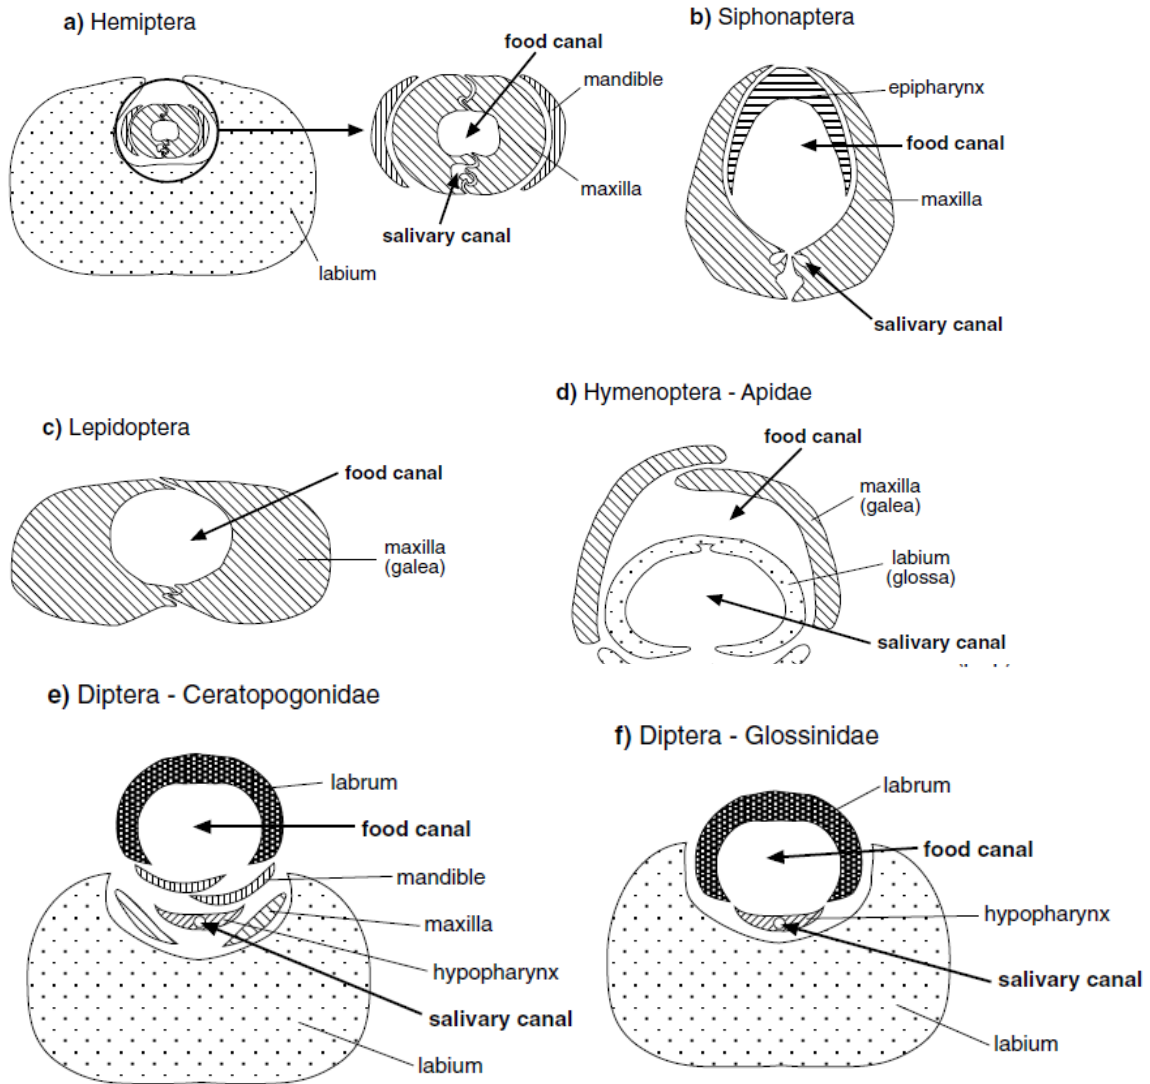 a) Hemiptera
food canal
mandible
maxilla
salivary canal
labium
b) Siphonaptera
epipharynx
food canal
maxilla
salivary canal
c) Lepidoptera
food canal
maxilla
(galea)
d) Hymenoptera - Apidae
food canal
maxilla
(galea)
labium
(glossa)
salivary canal
e) Diptera - Ceratopogonidae
labrum
food canal
mandible
maxilla
hypopharynx
salivary canal
labium
f) Diptera - Glossinidae
labrum
food canal
hypopharynx
salivary canal
labium